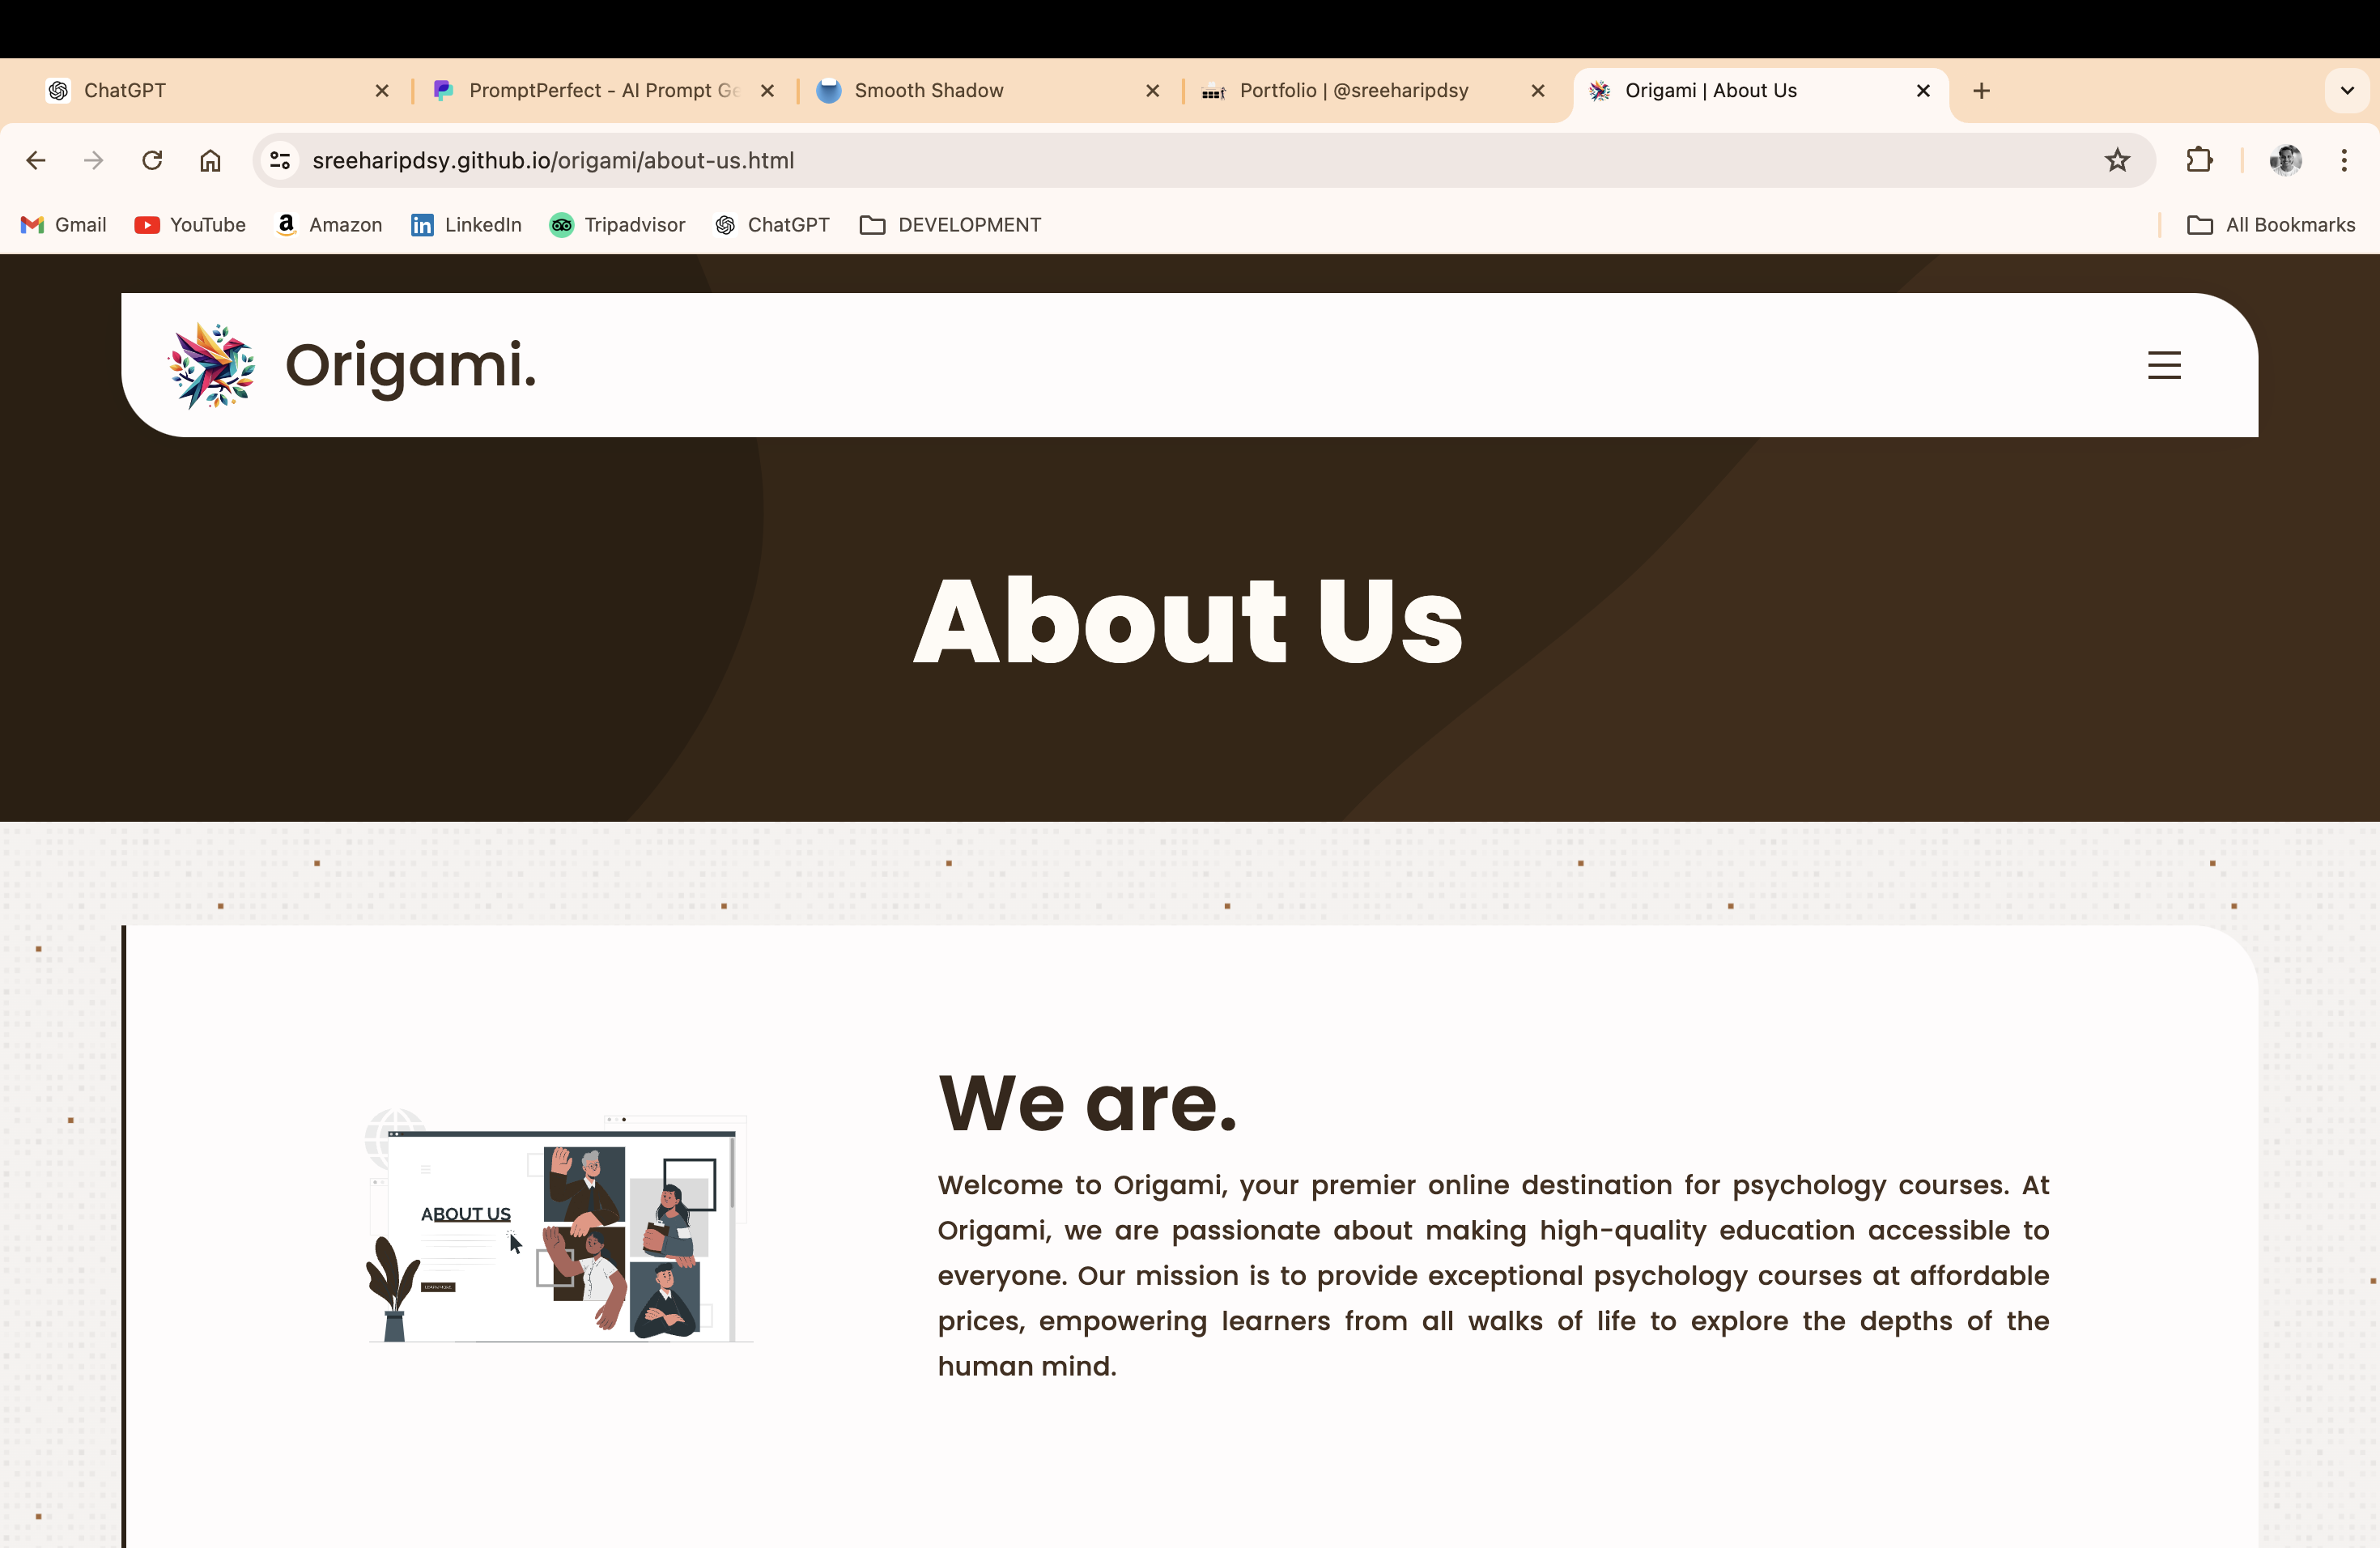 ChatGPT
PromptPerfect - AI Prompt Ge
Smooth Shadow
Portfolio | @sreeharipdsy
Origami | About Us
sreeharipdsy.github.io/origami/about-us.html
Gmail
YouTube
Amazon
LinkedIn
Tripadvisor
ChatGPT
DEVELOPMENT
All Bookmarks
Origami.
About Us
ABOUT US
We are.
Welcome to Origami, your premier online destination for psychology courses. At
Origami, we are passionate about making high-quality education accessible to
everyone. Our mission is to provide exceptional psychology courses at affordable
prices, empowering learners from all walks of life to explore the depths of the
human mind.